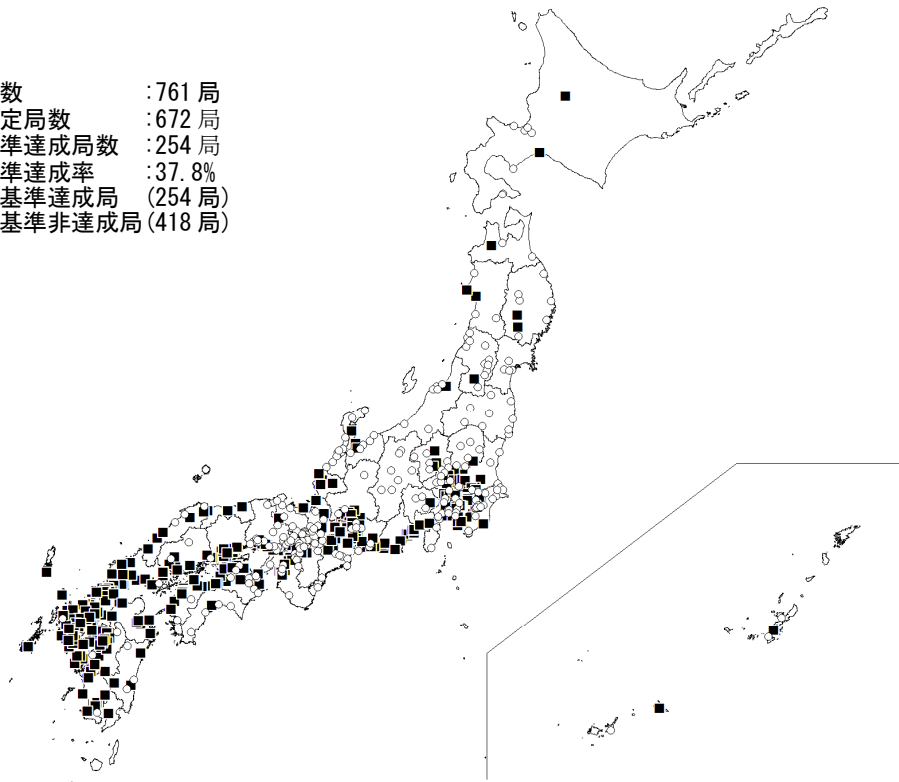 数 :761 局
定局数 :672 局
準達成局数 :254 局
準達成率 :37.8%
基準達成局 (254 局)
基準非達成局(418 局)